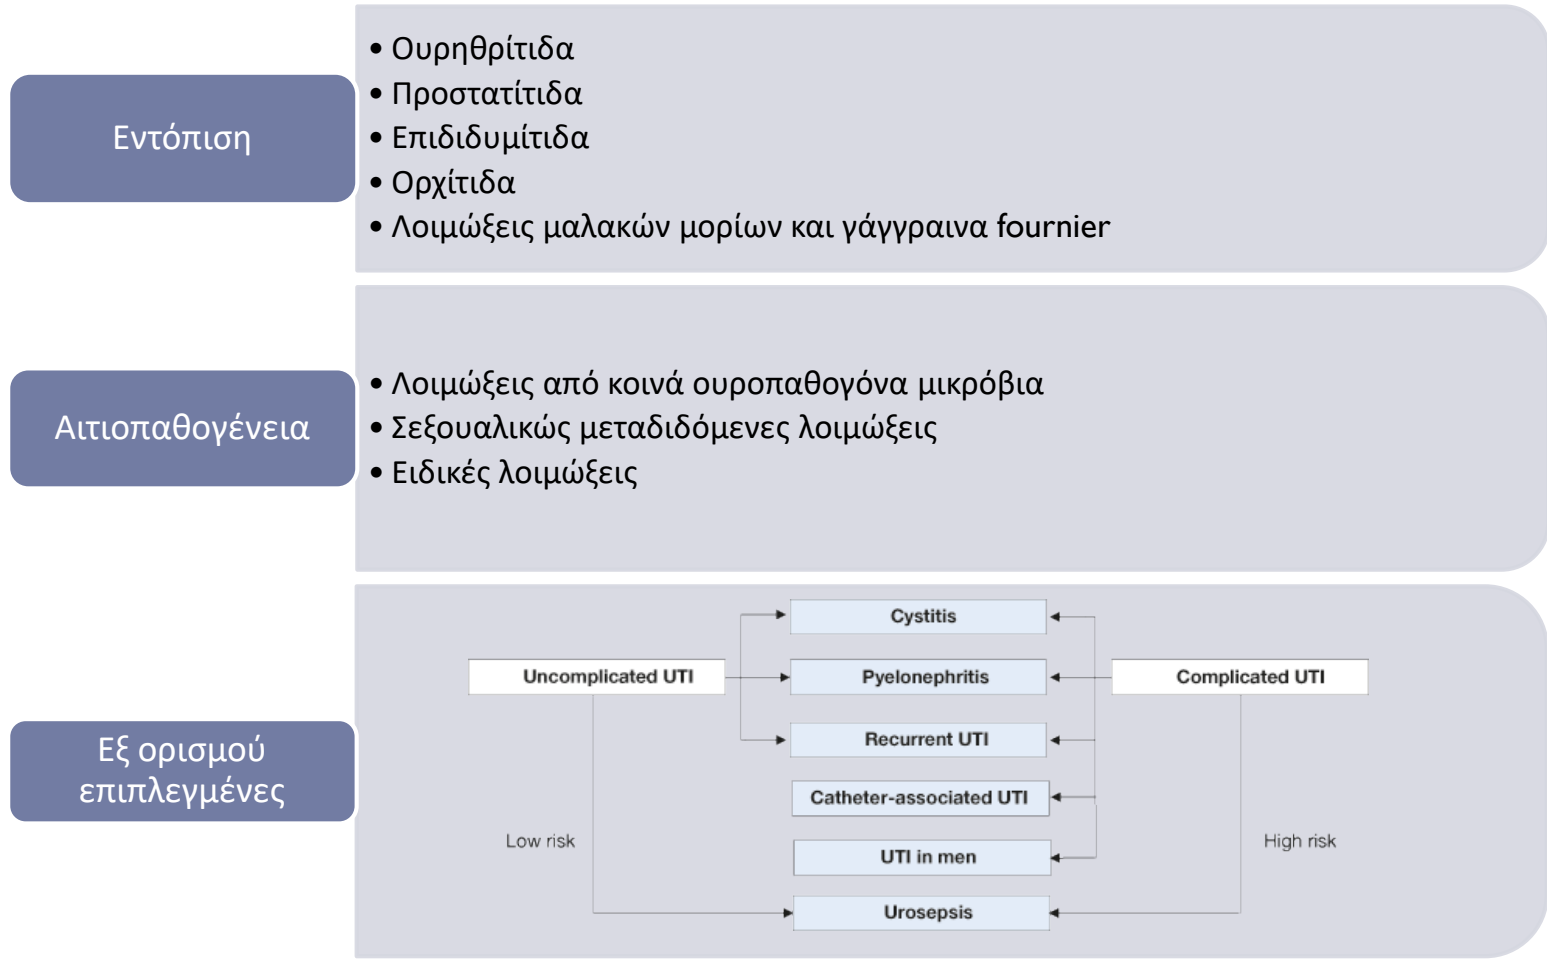 Εντόπιση
• Ουρηθρίτιδα
• Προστατίτιδα
• Επιδιδυμίτιδα
• Ορχίτιδα
• Λοιμώξεις μαλακών μορίων και γάγγραινα fournier
Αιτιοπαθογένεια
• Λοιμώξεις από κοινά ουροπαθογόνα μικρόβια
• Σεξουαλικώς μεταδιδόμενες λοιμώξεις
• Ειδικές λοιμώξεις
Εξ ορισμού
επιπλεγμένες
Cystitis
Uncomplicated UTI
Pyelonephritis
Complicated UTI
Recurrent UTI
Catheter-associated UTI
Low risk
UTI in men
High risk
Urosepsis